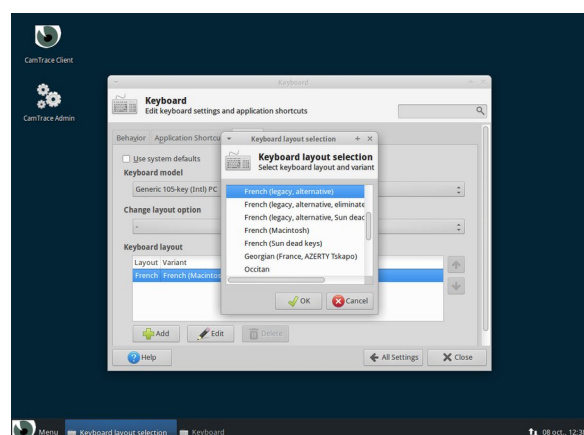 CamTrace Client
CamTrace Admin
Keyboard
Keyboard
Edit keyboard settings and application shortcuts
Behavior Application Shortcu
Use system defaults
Keyboard model
Generic 105-key (Intl) PC
Change layout option
-
Keyboard layout
Layout Variant
French French (Macintos
Add Edit Delete
Help All Settings Close
Keyboard layout selection
Keyboard layout selection
Select keyboard layout and variant
French (legacy, alternative)
French (legacy, alternative, eliminate
French (legacy, alternative, Sun dead
French (Macintosh)
French (Sun dead keys)
Georgian (France, AZERTY Tskapo)
Occitan
OK Cancel
Menu Keyboard layout selection Keyboard 08 oct., 12:3